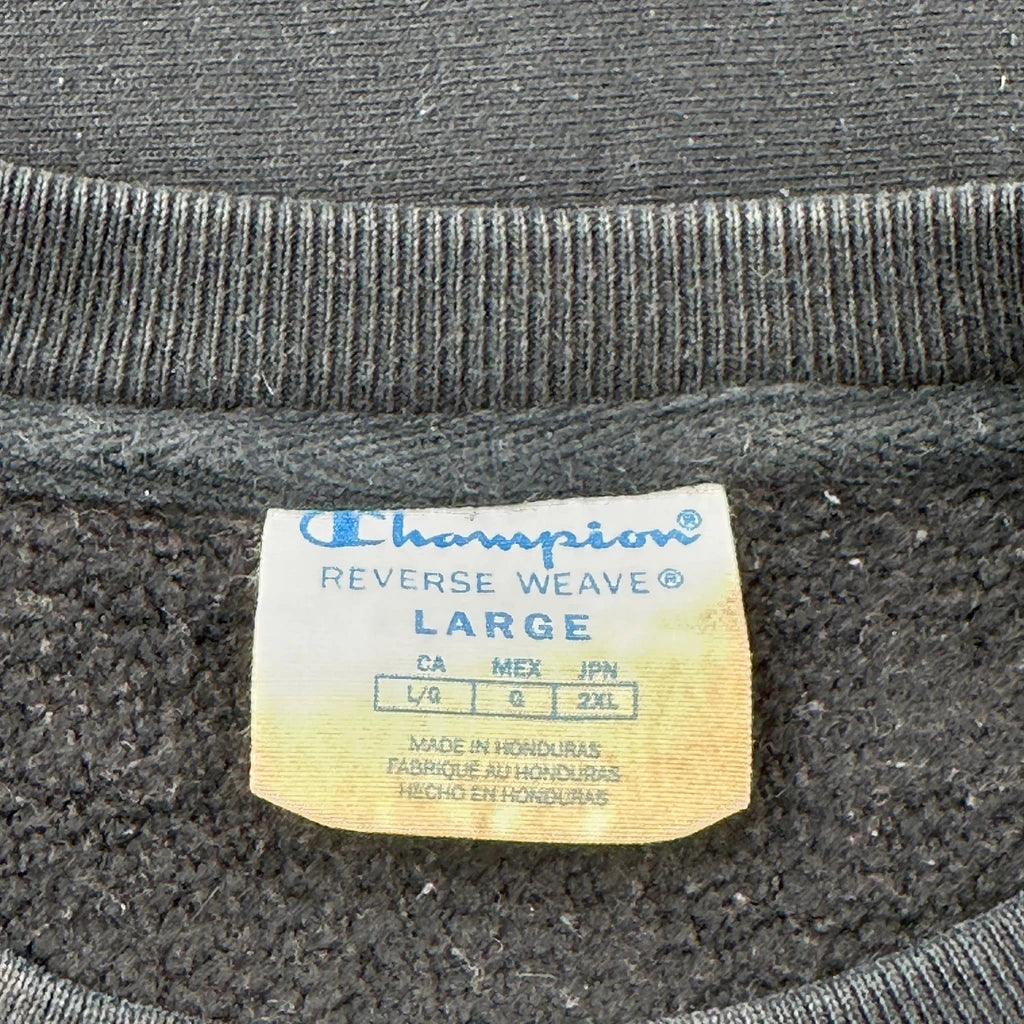 Champion®
REVERSE WEAVE®
LARGE
CA MEX JPN
L/G G 2XL
MADE IN HONDURAS
FABRIQUE AU HONDURAS
HECHO EN HONDURAS